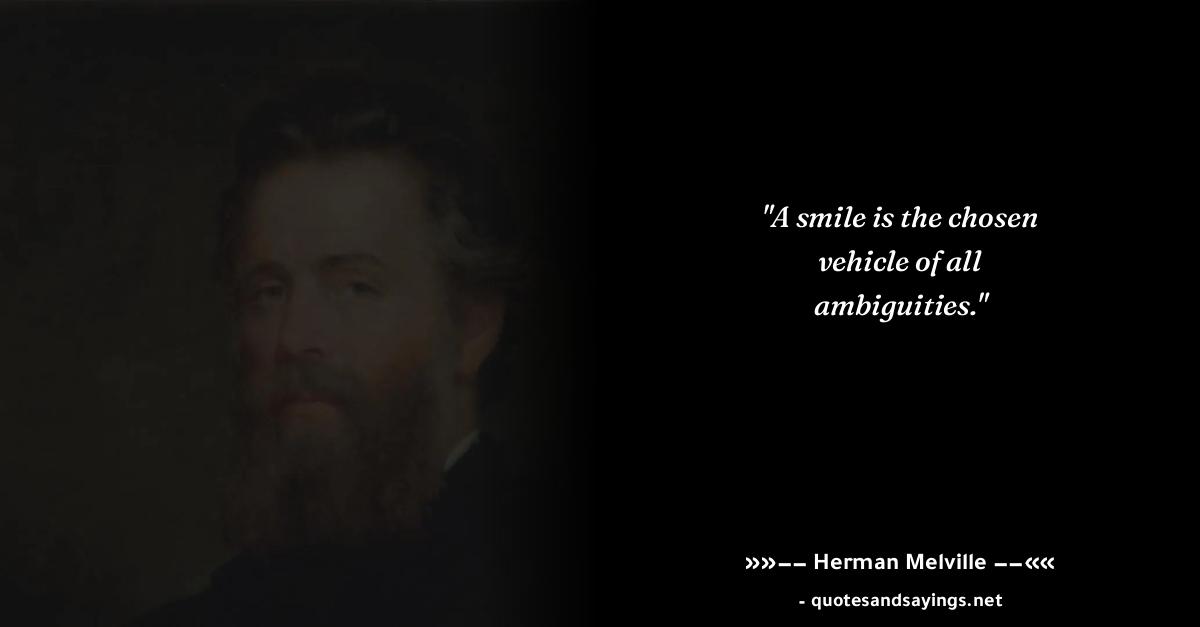 "A smile is the chosen
vehicle of all
ambiguities."
»»−− Herman Melville −−««
- quotesandsayings.net